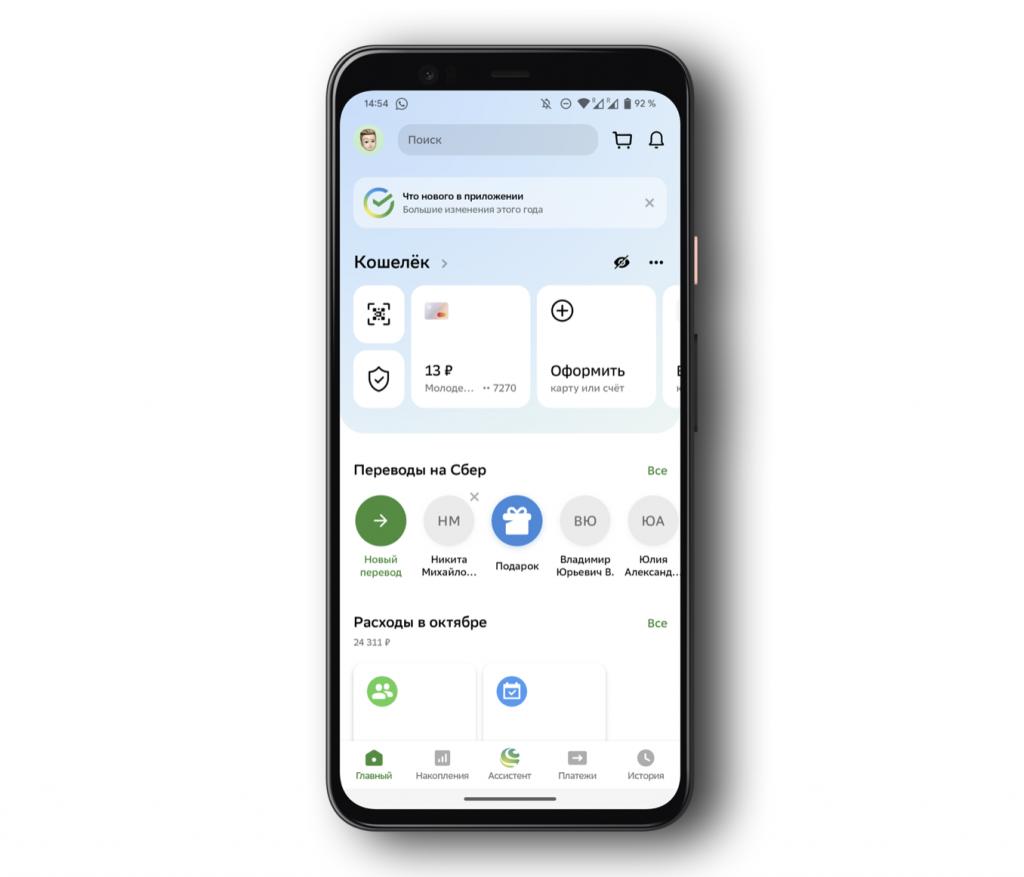 14:54
92 %
Поиск
Что нового в приложении
Большие изменения этого года
Кошелёк
13 ₽
Молоде... ·· 7270
Оформить
карту или счёт
Переводы на Сбер
Все
НМ
ВЮ
ЮА
Новый
перевод
Никита
Михайло...
Подарок
Владимир
Юрьевич В.
Юлия
Александ...
Расходы в октябре
Все
24 311 ₽
Главный
Накопления
Ассистент
Платежи
История